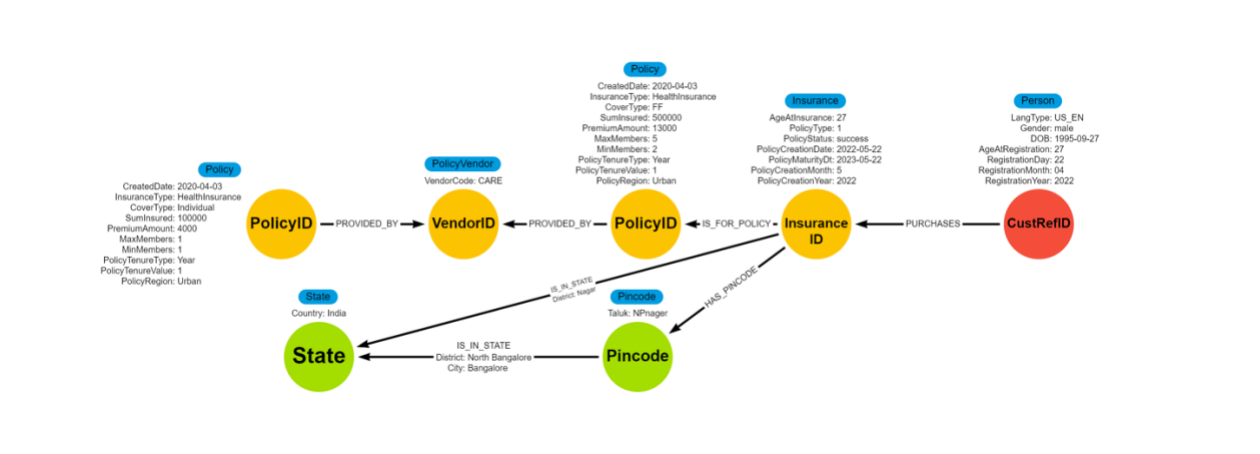 Policy
CreatedDate: 2020-04-03
InsuranceType: HealthInsurance
CoverType: Individual
SumInsured: 100000
PremiumAmount: 4000
MaxMembers: 1
MinMembers: 1
PolicyTenureType: Year
PolicyTenureValue: 1
PolicyRegion: Urban
PolicyID
PROVIDED_BY
PolicyVendor
VendorCode: CARE
VendorID
PROVIDED_BY
Policy
CreatedDate: 2020-04-03
InsuranceType: HealthInsurance
CoverType: FF
SumInsured: 500000
PremiumAmount: 13000
MaxMembers: 5
MinMembers: 2
PolicyTenureType: Year
PolicyTenureValue: 1
PolicyRegion: Urban
PolicyID
IS_FOR_POLICY
Insurance
AgeAtInsurance: 27
PolicyType: 1
PolicyStatus: success
PolicyCreationDate: 2022-05-22
PolicyMaturityDt: 2023-05-22
PolicyCreationMonth: 5
PolicyCreationYear: 2022
Insurance
ID
PURCHASES
Person
LangType: US_EN
Gender: male
DOB: 1995-09-27
AgeAtRegistration: 27
RegistrationDay: 22
RegistrationMonth: 04
RegistrationYear: 2022
CustRefID
IS_IN_STATE
District: Nagar
HAS_PINCODE
State
Country: India
State
IS_IN_STATE
District: North Bangalore
City: Bangalore
Pincode
Taluk: NPnager
Pincode